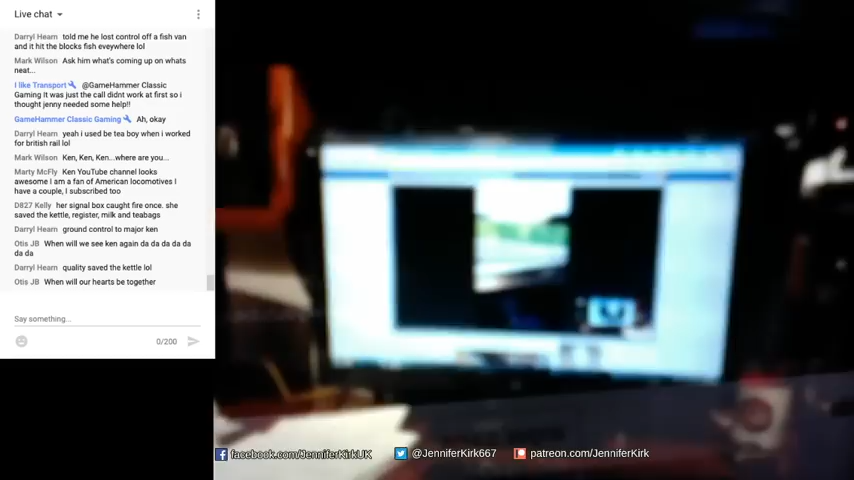 Live chat
Darryl Hearn told me he lost control off a fish van
and it hit the blocks fish eveywhere lol
Mark Wilson Ask him what's coming up on whats
neat...
I like Transport @GameHammer Classic
Gaming It was just the call didnt work at first so i
thought jenny needed some help!!
GameHammer Classic Gaming Ah, okay
Darryl Hearn yeah i used be tea boy when i worked
for british rail lol
Mark Wilson Ken, Ken, Ken...where are you...
Marty McFly Ken YouTube channel looks
awesome I am a fan of American locomotives I
have a couple, I subscribed too
D827 Kelly her signal box caught fire once. she
saved the kettle, register, milk and teabags
Darryl Hearn ground control to major ken
Otis JB When will we see ken again da da da da da
da da
Darryl Hearn quality saved the kettle lol
Otis JB When will our hearts be together
Say something...
0/200
facebook.com/JenniferKirkUK @JenniferKirk667 patreon.com/JenniferKirk